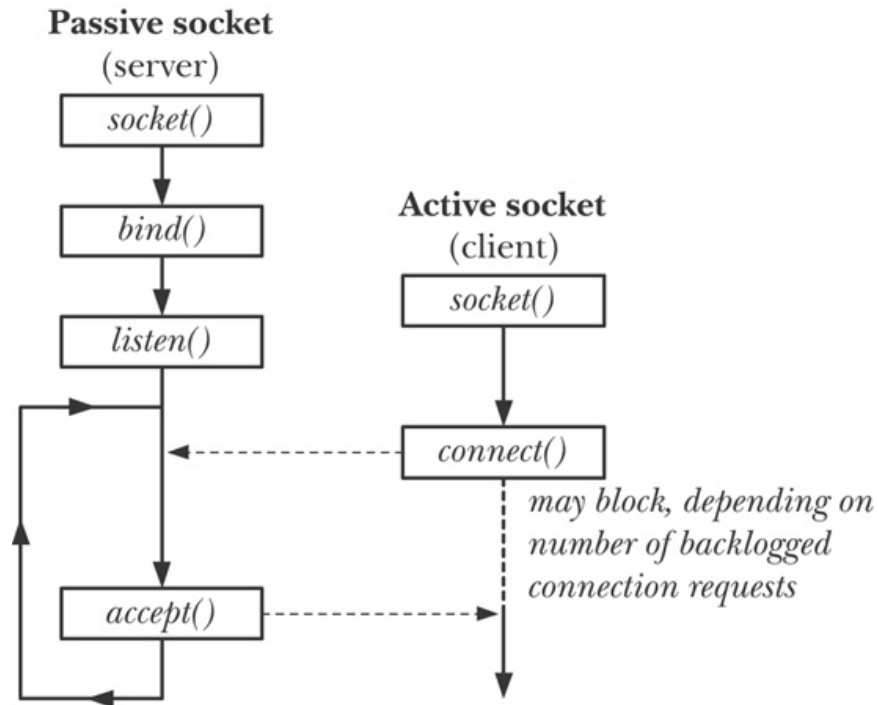 Passive socket
(server)
socket()
bind()
listen()
accept()
Active socket
(client)
socket()
connect()
may block, depending on
number of backlogged
connection requests